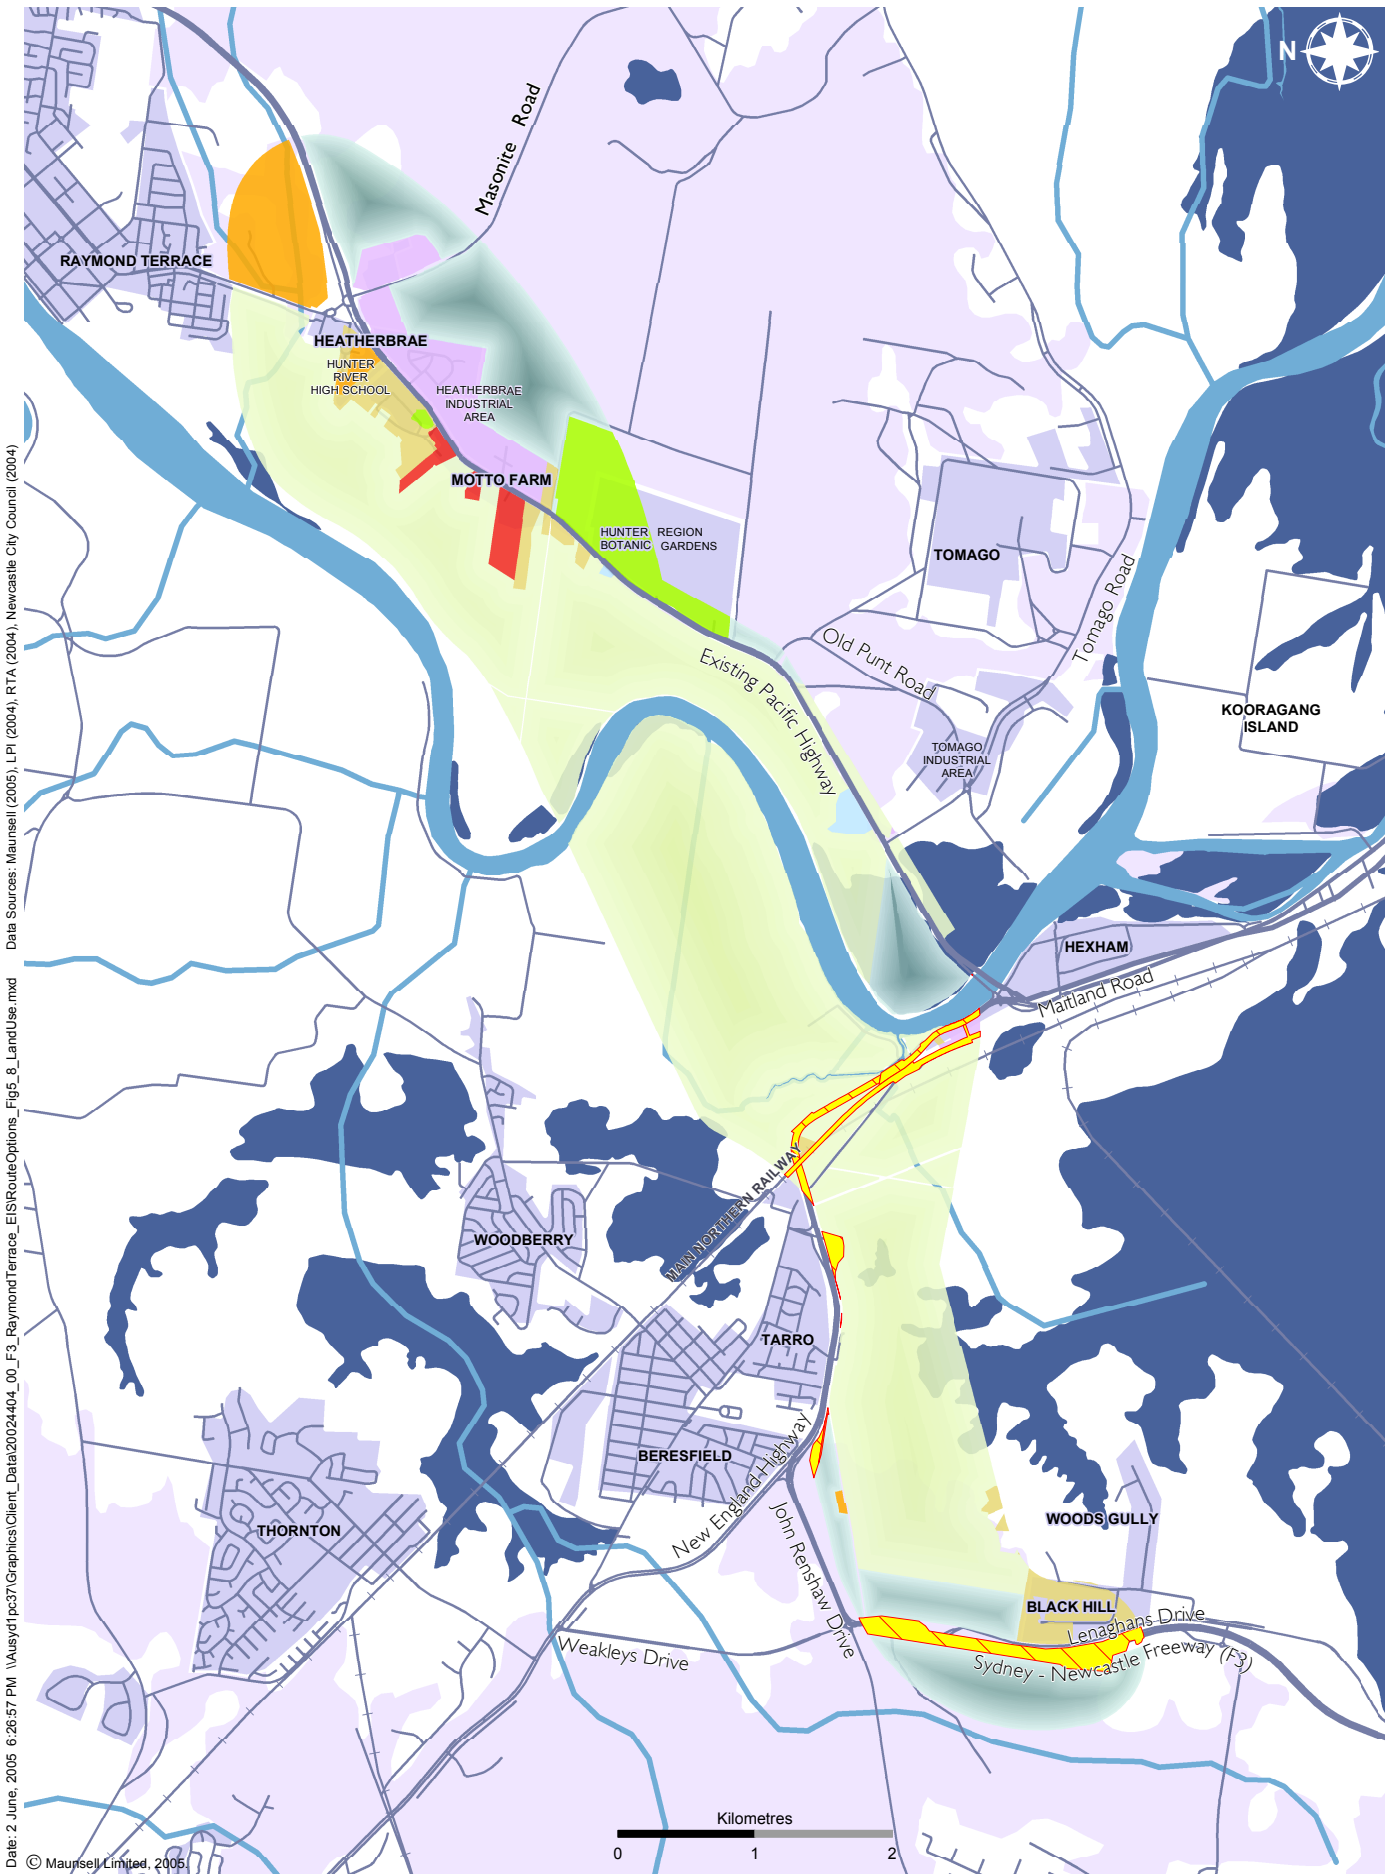 N
Masonite Road
RAYMOND TERRACE
HEATHERBRAE
HUNTER
RIVER
HIGH SCHOOL
HEATHERBRAE
INDUSTRIAL
AREA
MOTTO FARM
HUNTER REGION
BOTANIC GARDENS
TOMAGO
Tomago Road
Old Punt Road
Existing Pacific Highway
KOORAGANG
ISLAND
TOMAGO
INDUSTRIAL
AREA
HEXHAM
Maitland Road
MAIN NORTHERN RAILWAY
WOODBERRY
TARRO
BERESFIELD
New England Highway
John Renshaw Drive
THORNTON
WOODS GULLY
BLACK HILL
Lenaghans Drive
Sydney - Newcastle Freeway (F3)
Weakleys Drive
Kilometres
0 1 2
© Maunsell Limited, 2005.
Date: 2 June, 2005 6:26:57 PM \\Ausyd1pc37\Graphics\Client_Data\20024404_00_F3_RaymondTerrace_EIS\RouteOptions_Fig5_8_LandUse.mxd Data Sources: Maunsell (2005), LPI (2004), RTA (2004), Newcastle City Council (2004)